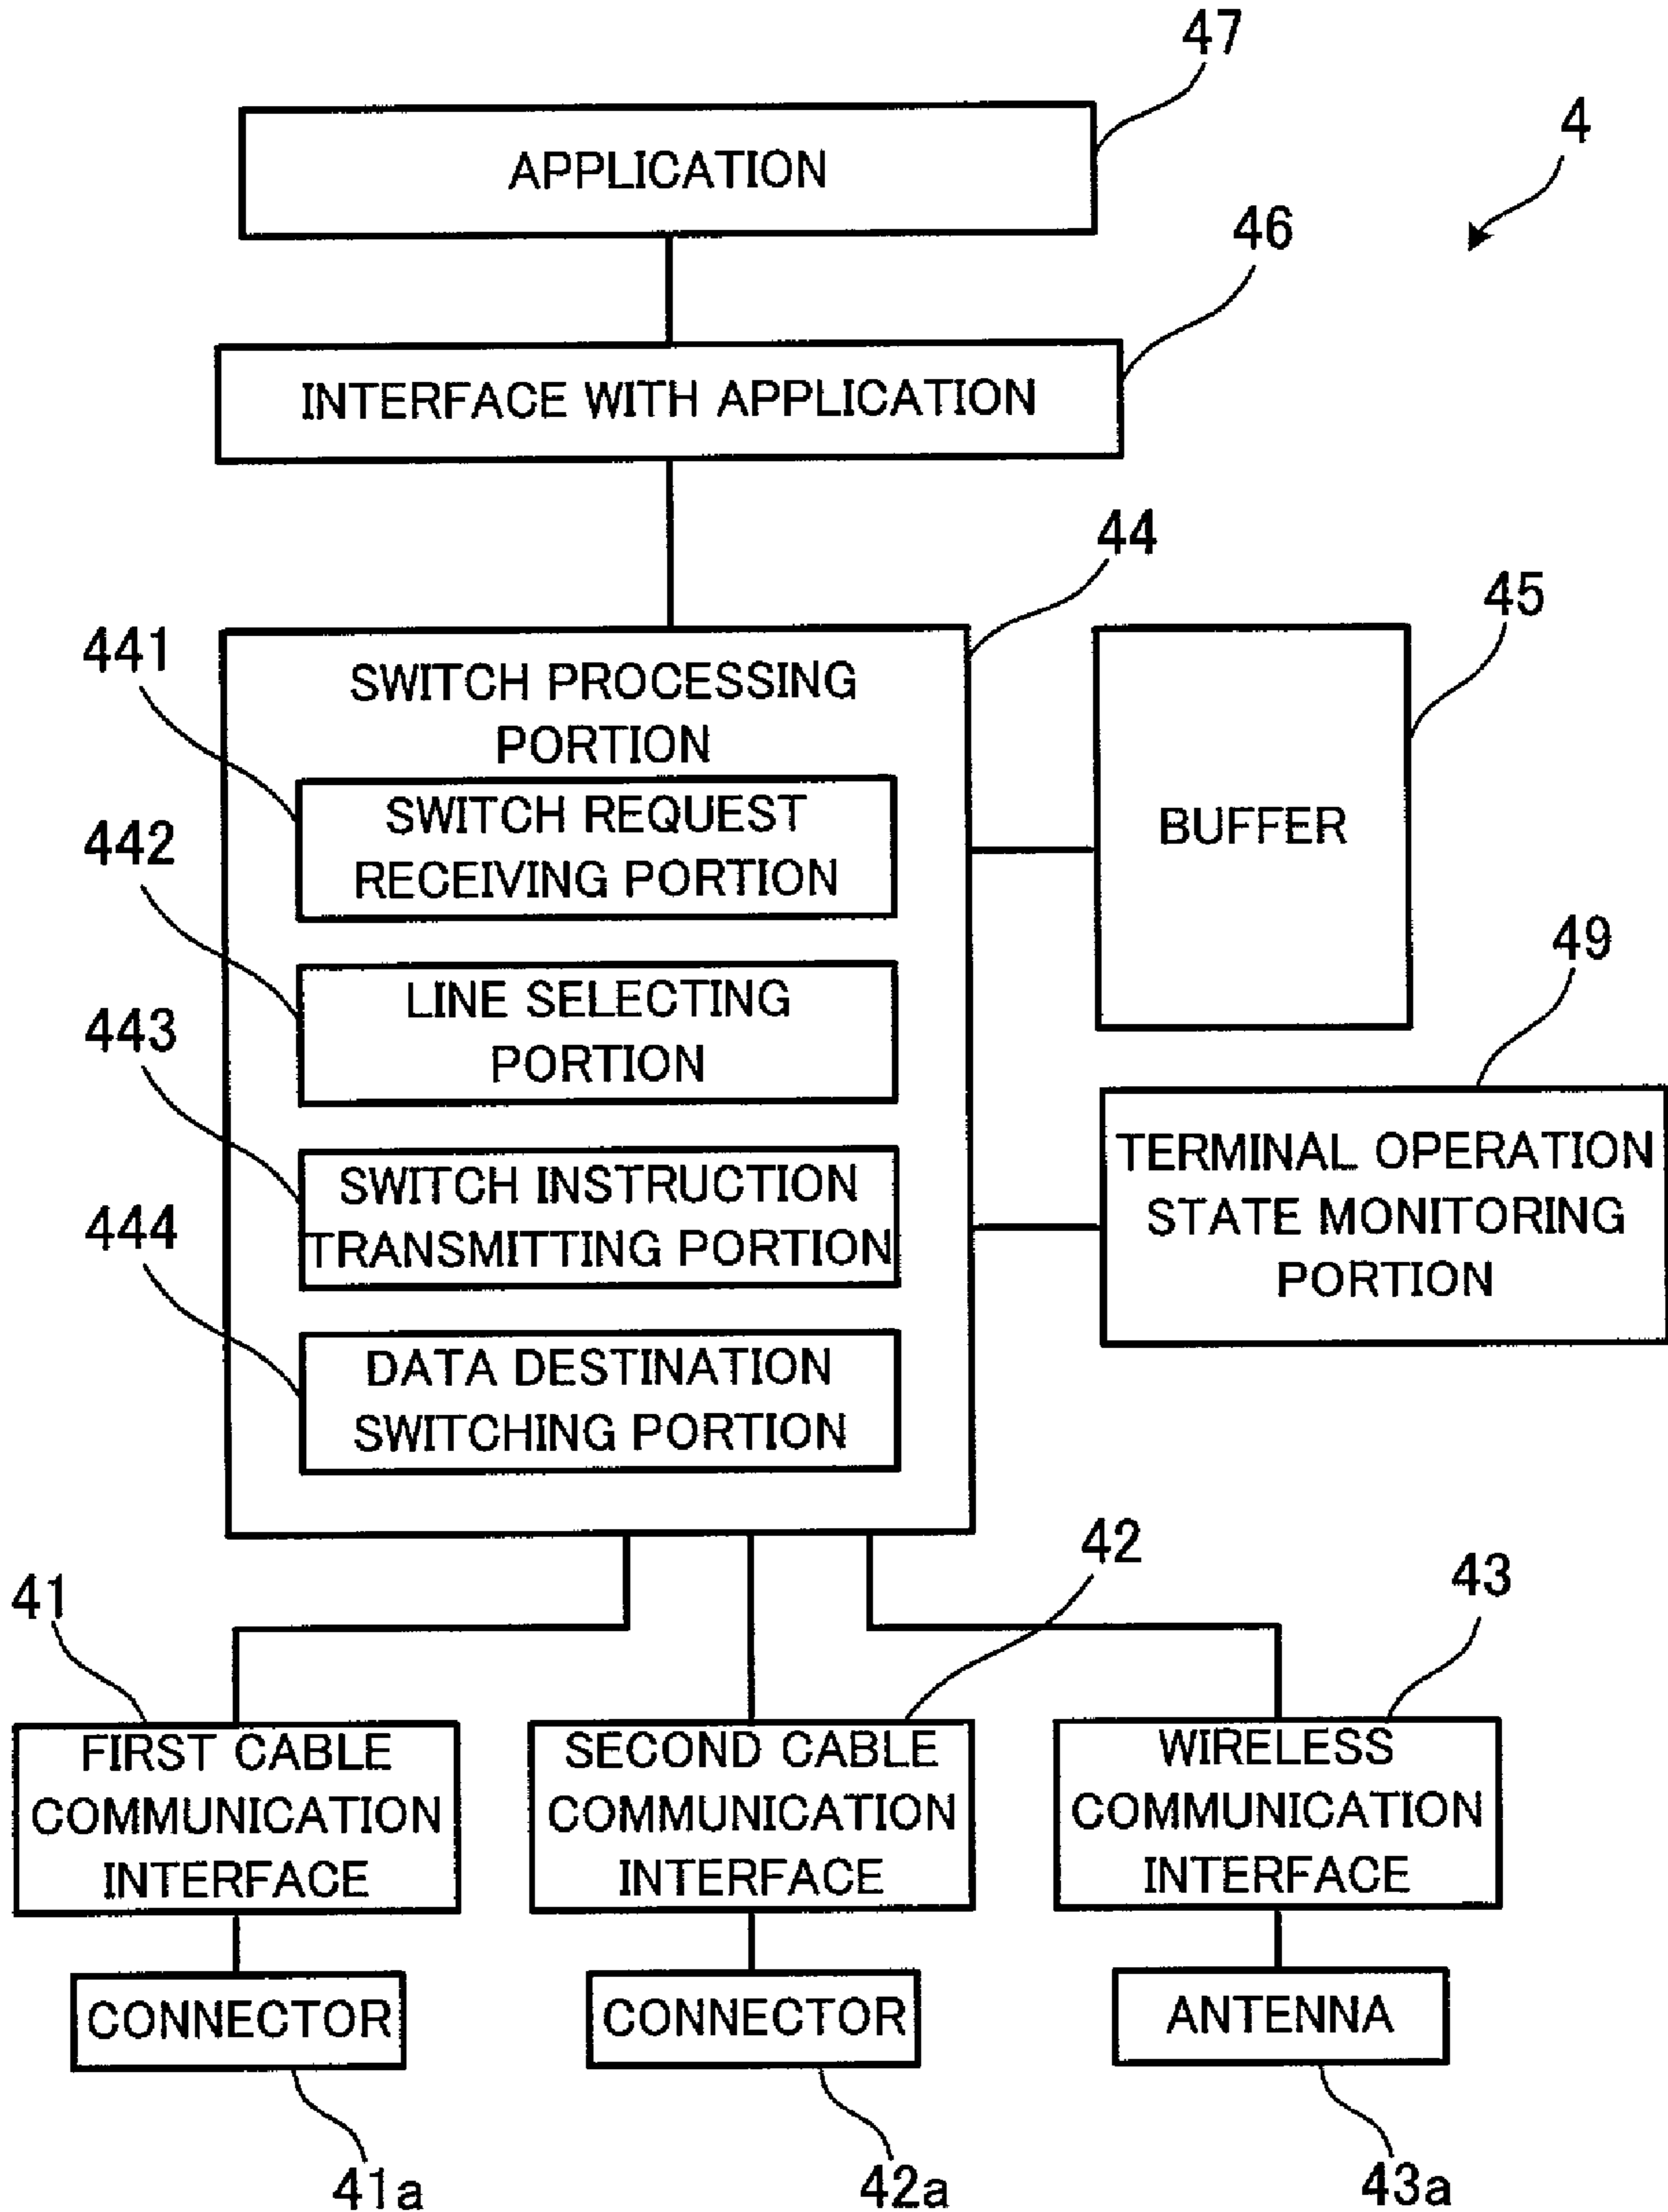 47
APPLICATION
4
46
INTERFACE WITH APPLICATION
44
45
441
SWITCH PROCESSING
PORTION
SWITCH REQUEST
RECEIVING PORTION
BUFFER
442
49
LINE SELECTING
PORTION
443
SWITCH INSTRUCTION
TRANSMITTING PORTION
TERMINAL OPERATION
STATE MONITORING
PORTION
444
DATA DESTINATION
SWITCHING PORTION
41
42
43
FIRST CABLE
COMMUNICATION
INTERFACE
SECOND CABLE
COMMUNICATION
INTERFACE
WIRELESS
COMMUNICATION
INTERFACE
CONNECTOR
CONNECTOR
ANTENNA
41a
42a
43a